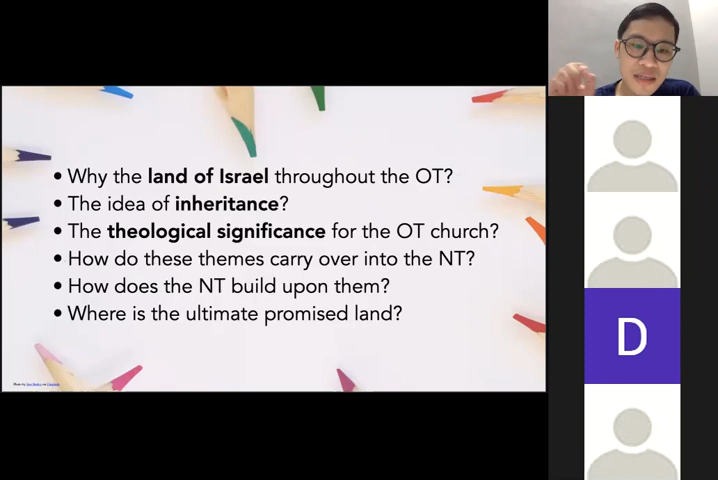 • Why the land of Israel throughout the OT?
• The idea of inheritance?
• The theological significance for the OT church?
• How do these themes carry over into the NT?
• How does the NT build upon them?
• Where is the ultimate promised land?
D